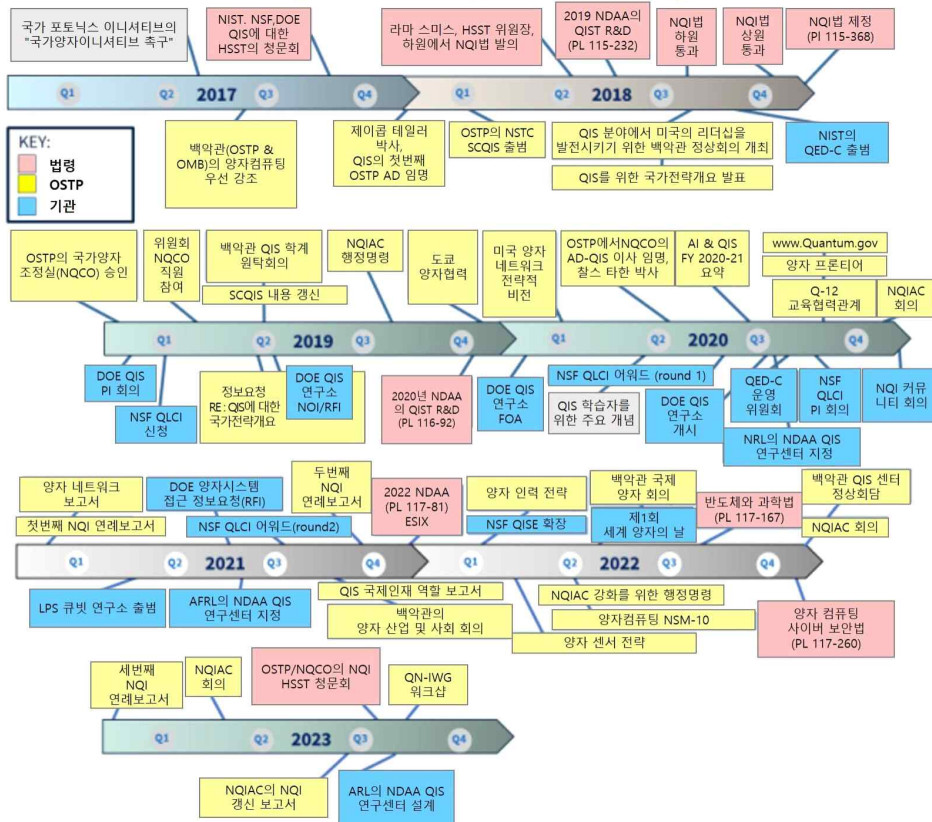 국가 포토닉스 이니셔티브의
"국가양자이니셔티브 촉구"
NIST. NSF,DOE
QIS에 대한
HSST의 청문회
라마 스미스, HSST 위원장,
하원에서 NQI법 발의
2019 NDAA의
QIST R&D
(PL 115-232)
NQI법
하원
통과
NQI법
상원
통과
NQI법 제정
(Pl 115-368)
Q1
Q2
2017
Q3
Q4
Q1
Q2
2018
Q3
Q4
KEY:
법령
OSTP
기관
백악관(OSTP &
OMB)의 양자컴퓨팅
우선 강조
제이콥 테일러
박사,
QIS의 첫번째
OSTP AD 임명
OSTP의 NSTC
SCQIS 출범
QIS 분야에서 미국의 리더십을
발전시키기 위한 백악관 정상회의 개최
QIS를 위한 국가전략개요 발표
NIST의
QED-C 출범
OSTP의 국가양자
조정실(NQCO) 승인
위원회
NQCO
직원
참여
백악관 QIS 학계
원탁회의
SCQIS 내용 갱신
NQIAC
행정명령
도쿄
양자협력
미국 양자
네트워크
전략적
비전
OSTP에서NQCO의
AD-QIS 이사 임명,
찰스 타한 박사
AI & QIS
FY 2020-21
요약
www.Quantum.gov
양자 프론티어
Q-12
교육협력관계
NQIAC
회의
Q1
Q2
2019
Q3
Q4
Q1
Q2
2020
Q3
Q4
DOE QIS
PI 회의
NSF QLCI
신청
정보요청
RE : QIS에 대한
국가전략개요
DOE QIS
연구소
NOI/RFI
2020년 NDAA
의 QIST R&D
(PL 116-92)
DOE QIS
연구소
FOA
NSF QLCI 어워드 (round 1)
QIS 학습자를
위한 주요 개념
DOE QIS
연구소
개시
QED-C
운영
위원회
NSF
QLCI
PI 회의
NQI 커뮤
니티 회의
NRL의 NDAA QIS
연구센터 지정
양자 네트워크
보고서
첫번째 NQI 연례보고서
DOE 양자시스템
접근 정보요청(RFI)
NSF QLCI 어워드(round2)
두번째
NQI
연례보고서
2022 NDAA
(PL 117-81)
ESIX
양자 인력 전략
NSF QISE 확장
백악관 국제
양자 회의
제1회
세계 양자의 날
반도체와 과학법
(PL 117-167)
백악관 QIS 센터
정상회담
NQIAC 회의
Q1
Q2
2021
Q3
Q4
Q1
Q2
2022
Q3
Q4
LPS 큐빗 연구소 출범
AFRL의 NDAA QIS
연구센터 지정
QIS 국제인재 역할 보고서
백악관의
양자 산업 및 사회 회의
NQIAC 강화를 위한 행정명령
양자컴퓨팅 NSM-10
양자 센서 전략
양자 컴퓨팅
사이버 보안법
(PL 117-260)
세번째
NQI
연례보고서
NQIAC
회의
OSTP/NQCO의 NQI
HSST 청문회
QN-IWG
워크샵
Q1
Q2
2023
Q3
Q4
NQIAC의 NQI
갱신 보고서
ARL의 NDAA QIS
연구센터 설계